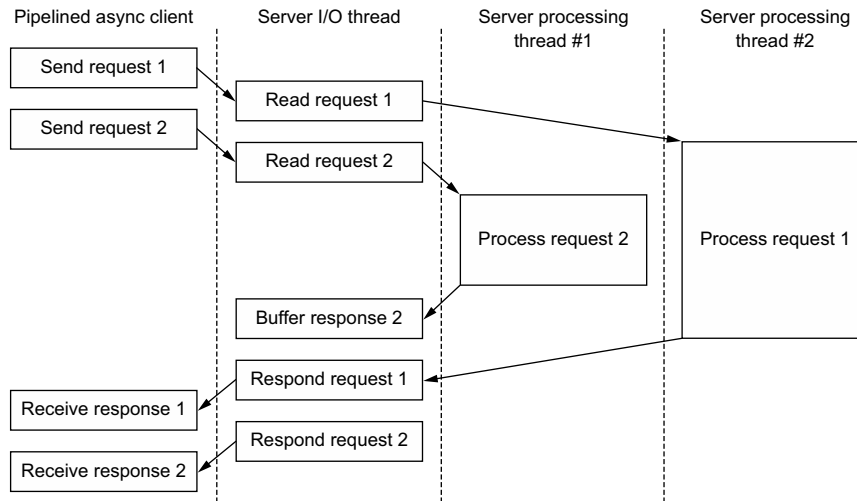 Pipelined async client
Server I/O thread
Server processing
thread #1
Server processing
thread #2
Send request 1
Read request 1
Send request 2
Read request 2
Process request 2
Process request 1
Buffer response 2
Respond request 1
Receive response 1
Respond request 2
Receive response 2